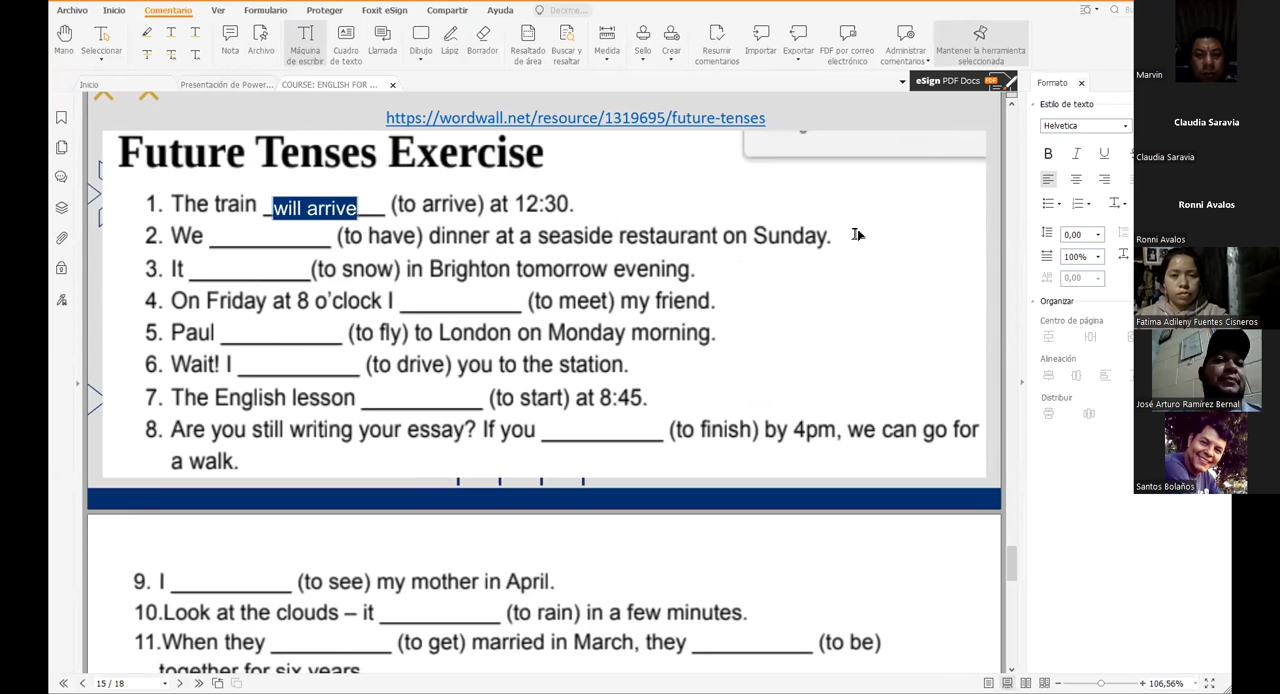 Archivo Inicio Comentario Ver Formulario Proteger Foxit eSign Compartir Ayuda Decirme...
Mano Seleccionar Nota Archivo Máquina de escribir Cuadro de texto Llamada Dibujo Lápiz Borrador Resaltado de área Buscar y resaltar Medida Sello Crear Resumir comentarios Importar Exportar FDP por correo electrónico Administrar comentarios Mantener la herramienta seleccionada
Inicio Presentación de Power... COURSE: ENGLISH FOR ... eSign PDF Docs
Formato
Estilo de texto
Helvetica
0,00
100%
0,00
Organizar
Centro de página
Alineación
Distribuir
https://wordwall.net/resource/1319695/future-tenses
Future Tenses Exercise
1. The train _will arrive__ (to arrive) at 12:30.
2. We __________ (to have) dinner at a seaside restaurant on Sunday.
3. It __________(to snow) in Brighton tomorrow evening.
4. On Friday at 8 o'clock I __________ (to meet) my friend.
5. Paul __________ (to fly) to London on Monday morning.
6. Wait! I __________ (to drive) you to the station.
7. The English lesson __________ (to start) at 8:45.
8. Are you still writing your essay? If you __________ (to finish) by 4pm, we can go for
a walk.
9. I __________ (to see) my mother in April.
10.Look at the clouds – it __________ (to rain) in a few minutes.
11.When they __________ (to get) married in March, they __________ (to be)
together for six years.
15 / 18
106,56%
Marvin
Claudia Saravia
Claudia Saravia
Ronni Avalos
Ronni Avalos
Fatima Adileny Fuentes Cisneros
José Arturo Ramírez Bernal
Santos Bolaños